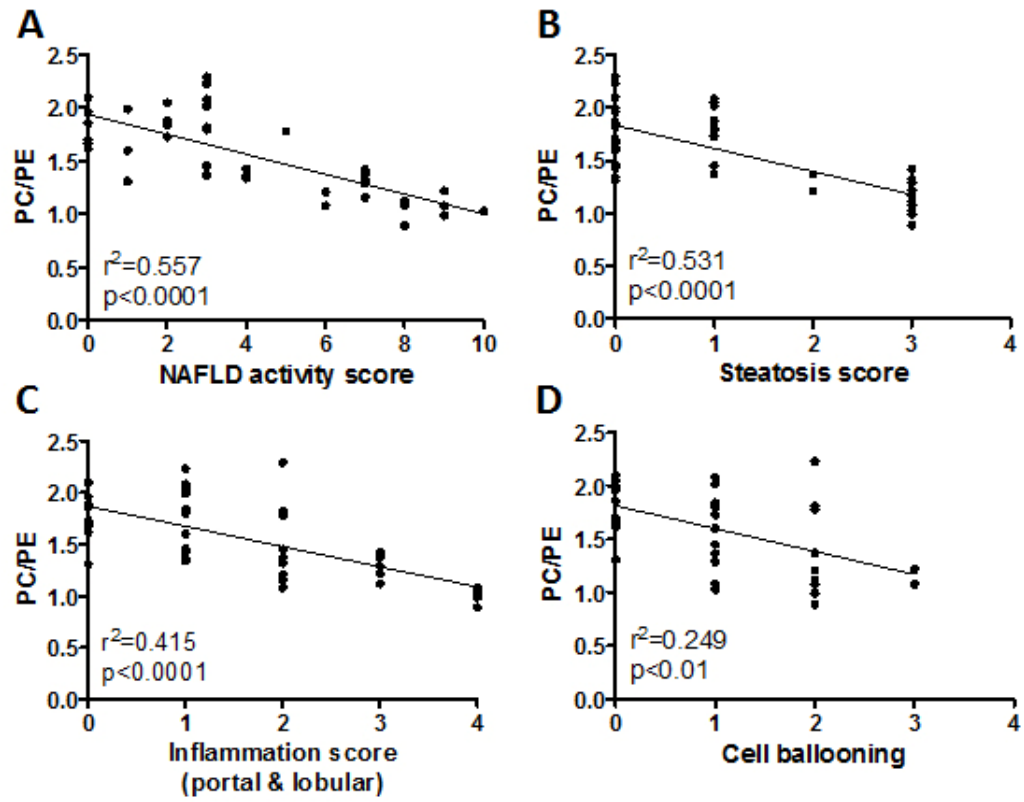 A
2.5
2.0
1.5
1.0
0.5
0.0
PC/PE
r²=0.557
p<0.0001
0 2 4 6 8 10
NAFLD activity score
B
2.5
2.0
1.5
1.0
0.5
0.0
PC/PE
r²=0.531
p<0.0001
0 1 2 3 4
Steatosis score
C
2.5
2.0
1.5
1.0
0.5
0.0
PC/PE
r²=0.415
p<0.0001
0 1 2 3 4
Inflammation score
(portal & lobular)
D
2.5
2.0
1.5
1.0
0.5
0.0
PC/PE
r²=0.249
p<0.01
0 1 2 3 4
Cell ballooning